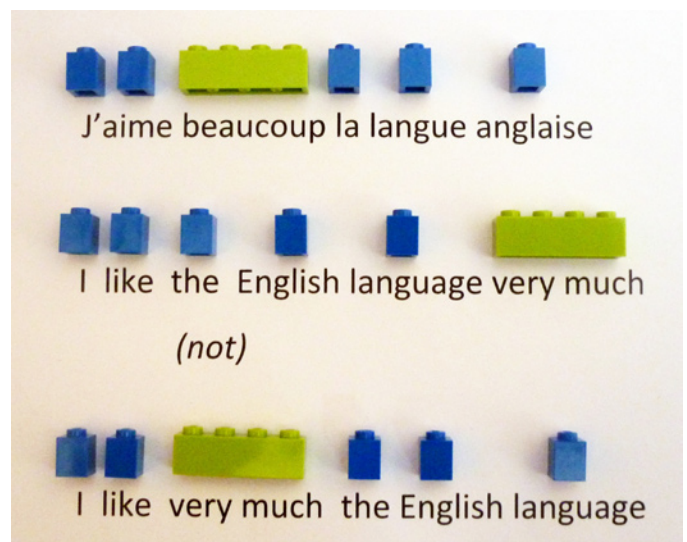 J'aime beaucoup la langue anglaise
I like the English language very much
(not)
I like very much the English language